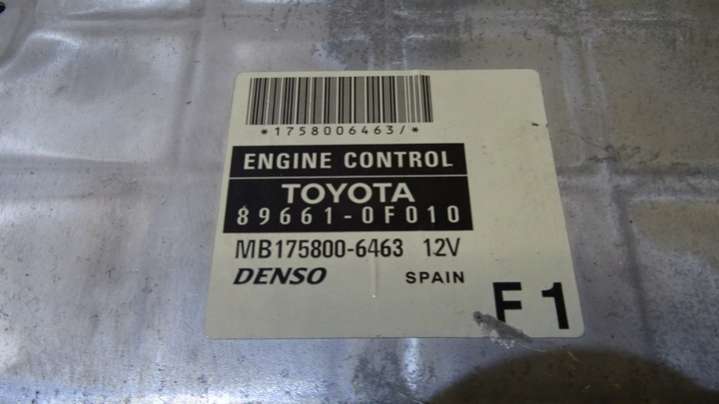 *1758006463/*
ENGINE CONTROL
TOYOTA
89661-0F010
MB175800-6463 12V
DENSO SPAIN
F1